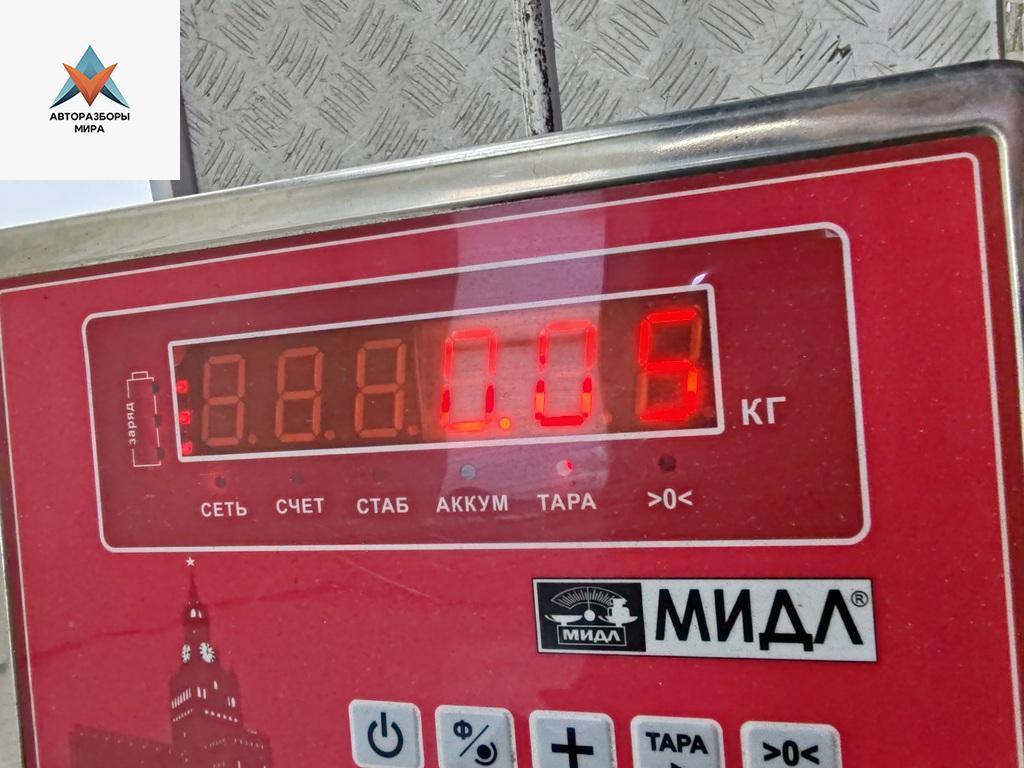 АВТОРАЗБОРЫ
МИРА
заряд
0.05
КГ
СЕТЬ СЧЕТ СТАБ АККУМ ТАРА >0<
МИДЛ
МИДЛ®
Ф
+ ТАРА >0<